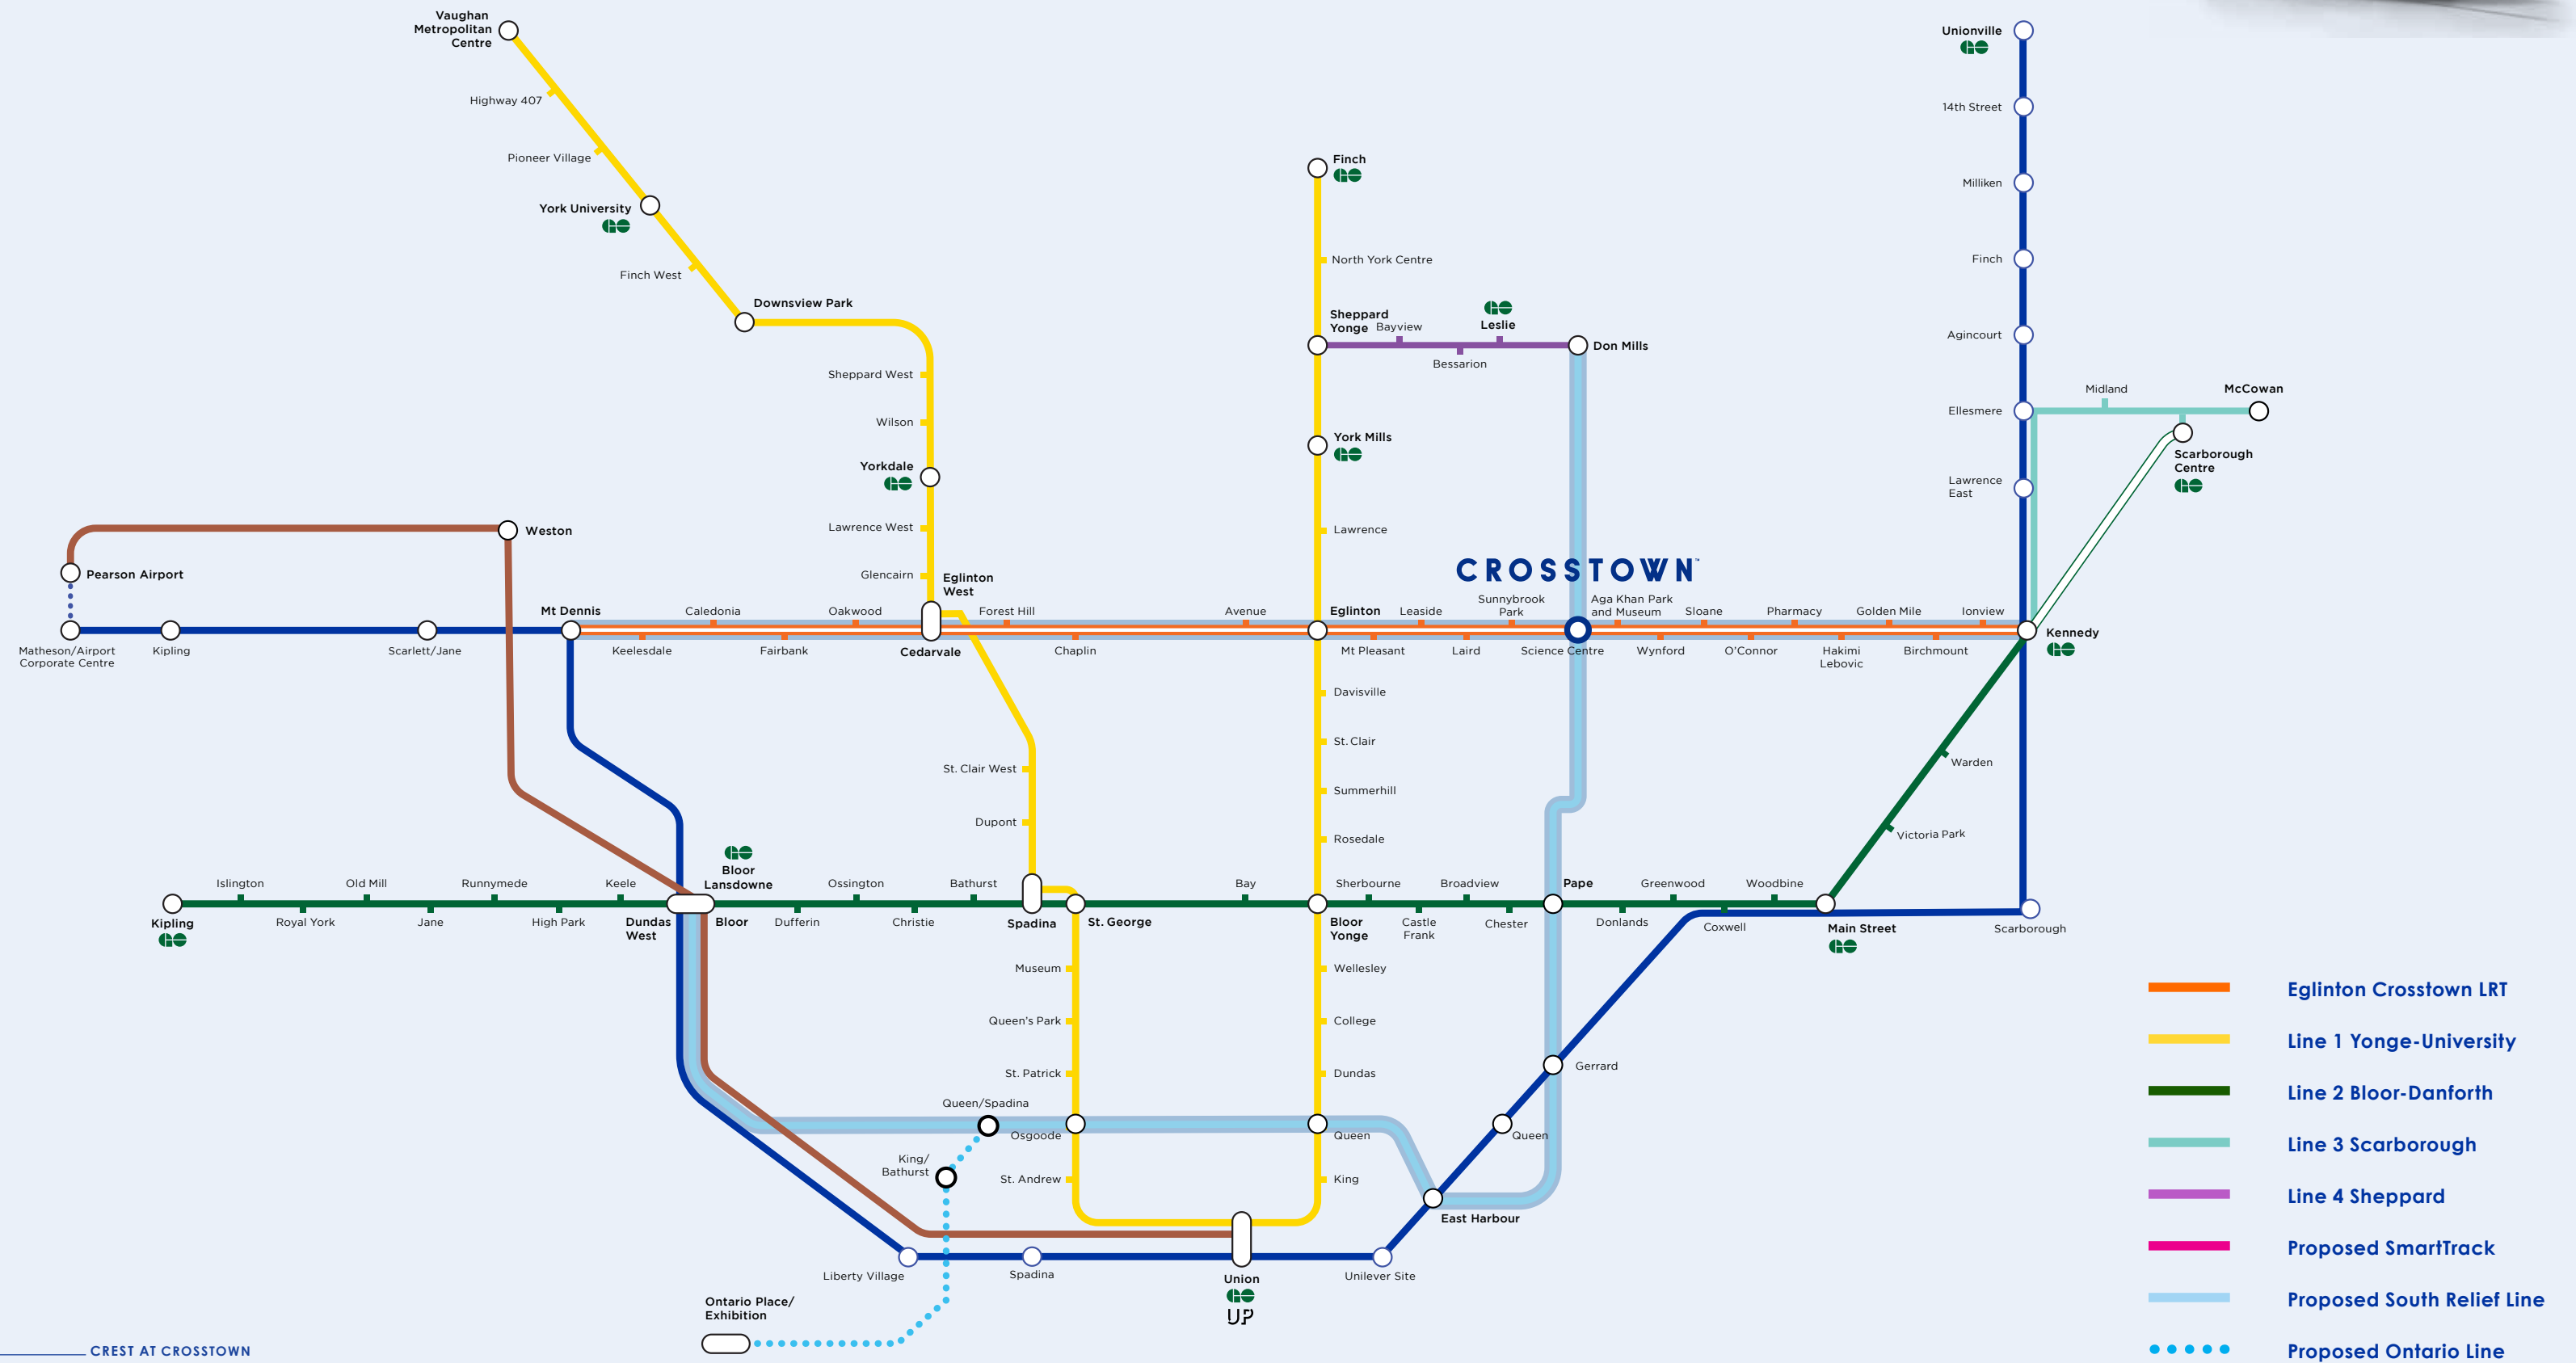 Vaughan
Metropolitan
Centre
Highway 407
Pioneer Village
York University
Finch West
Downsview Park
Sheppard West
Wilson
Yorkdale
Lawrence West
Glencairn
Eglinton
West
Cedarvale
Finch
North York Centre
Sheppard
Yonge
Bayview
Leslie
Bessarion
Don Mills
York Mills
Lawrence
CROSSTOWN™
Unionville
14th Street
Milliken
Finch
Agincourt
Ellesmere
Lawrence
East
Midland
McCowan
Scarborough
Centre
Weston
Pearson Airport
Matheson/Airport
Corporate Centre
Kipling
Scarlett/Jane
Mt Dennis
Keelesdale
Caledonia
Fairbank
Oakwood
Forest Hill
Chaplin
Avenue
Eglinton
Mt Pleasant
Leaside
Laird
Sunnybrook
Park
Science Centre
Aga Khan Park
and Museum
Wynford
Sloane
O'Connor
Pharmacy
Hakimi
Lebovic
Golden Mile
Birchmount
Ionview
Kennedy
Davisville
St. Clair
Summerhill
Rosedale
St. Clair West
Dupont
Warden
Victoria Park
Kipling
Islington
Royal York
Old Mill
Jane
Runnymede
High Park
Keele
Dundas
West
Bloor
Lansdowne
Bloor
Dufferin
Ossington
Christie
Bathurst
Spadina
St. George
Bay
Bloor
Yonge
Sherbourne
Castle
Frank
Broadview
Chester
Pape
Donlands
Greenwood
Coxwell
Woodbine
Main Street
Scarborough
Museum
Queen's Park
St. Patrick
Osgoode
St. Andrew
Wellesley
College
Dundas
Queen
King
Queen/Spadina
King/
Bathurst
Gerrard
Queen
East Harbour
Liberty Village
Spadina
Union
UP
Unilever Site
Ontario Place/
Exhibition
Eglinton Crosstown LRT
Line 1 Yonge-University
Line 2 Bloor-Danforth
Line 3 Scarborough
Line 4 Sheppard
Proposed SmartTrack
Proposed South Relief Line
Proposed Ontario Line
CREST AT CROSSTOWN